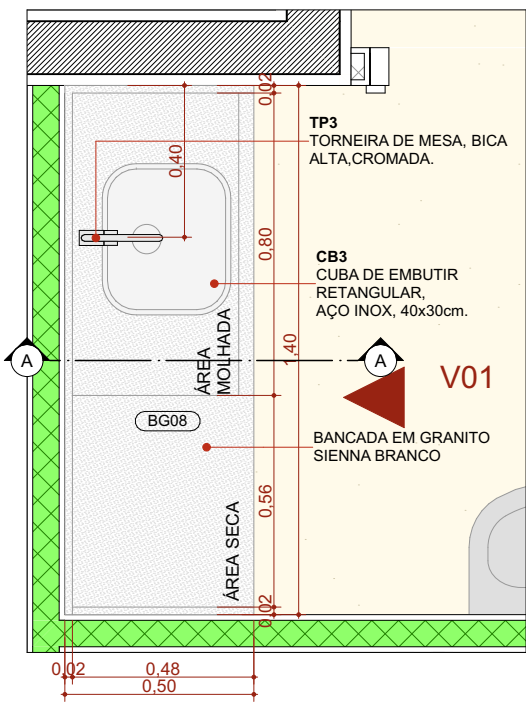 0,02
TP3
TORNEIRA DE MESA, BICA
ALTA,CROMADA.
0,40
0,80
CB3
CUBA DE EMBUTIR
RETANGULAR,
AÇO INOX, 40x30cm.
ÁREA
MOLHADA
1,40
A
A
V01
BG08
BANCADA EM GRANITO
SIENNA BRANCO
0,56
ÁREA SECA
0,02
0,02
0,48
0,50